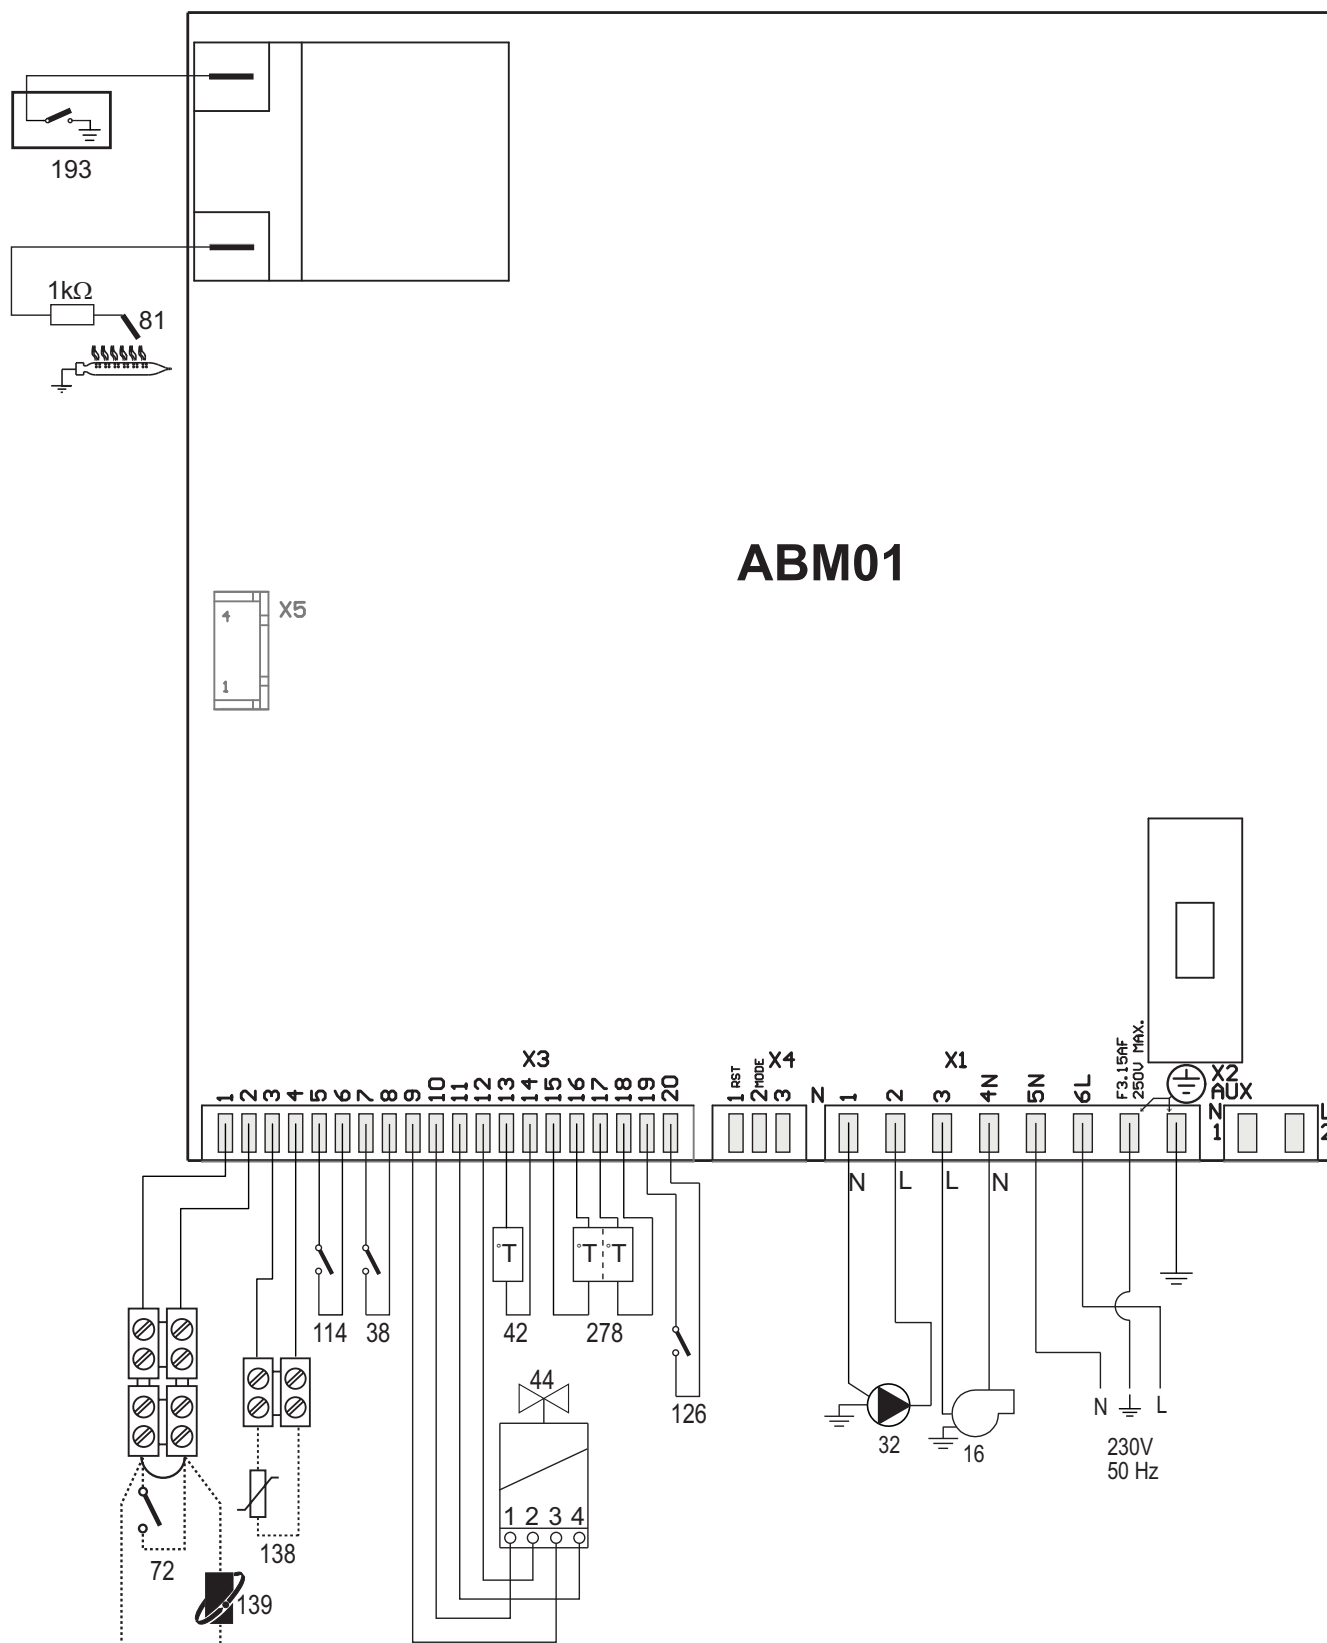 193
1kΩ
81
ABM01
X5
4
1
X3
1 2 3 4 5 6 7 8 9 10 11 12 13 14 15 16 17 18 19 20
X4
1 RST
2 MODE
3
X1
N 1 2 3 4N 5N 6L
F3.15AF
250V MAX.
X2
AUX
N
1
L
2
N L L N
°T °T °T
114 38 42 278
44
126
32
16
N L
230V
50 Hz
1 2 3 4
72
138
139